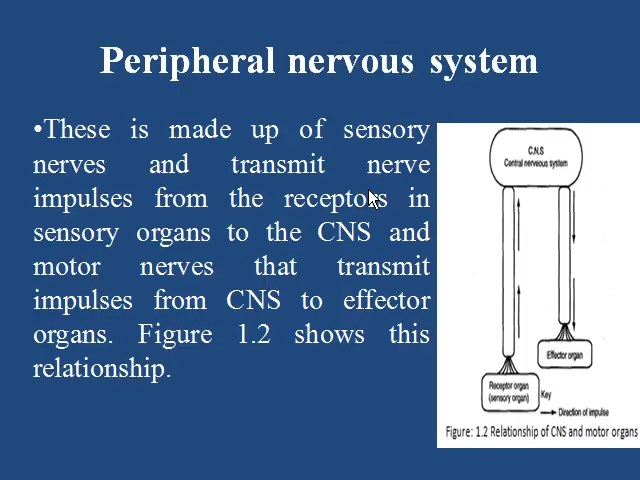 Peripheral nervous system
•These is made up of sensory
nerves and transmit nerve
impulses from the receptors in
sensory organs to the CNS and
motor nerves that transmit
impulses from CNS to effector
organs. Figure 1.2 shows this
relationship.
C.N.S
Central nervous system
Effector organ
Receptor organ
(sensory organ)
Key
Direction of impulse
Figure: 1.2 Relationship of CNS and motor organs